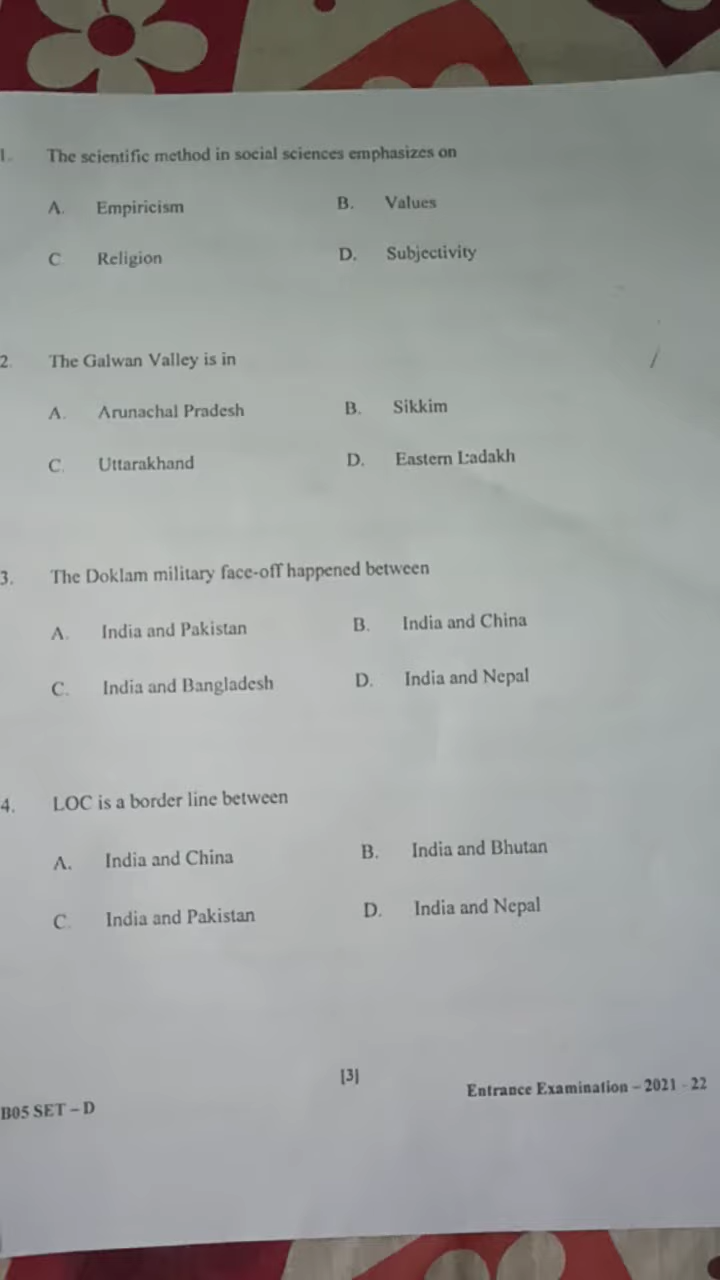 1. The scientific method in social sciences emphasizes on
A. Empiricism B. Values
C Religion D. Subjectivity
2. The Galwan Valley is in
A. Arunachal Pradesh B. Sikkim
C. Uttarakhand D. Eastern Ladakh
3. The Doklam military face-off happened between
A. India and Pakistan B. India and China
C. India and Bangladesh D. India and Nepal
4. LOC is a border line between
A. India and China B. India and Bhutan
C. India and Pakistan D. India and Nepal
[3]
B05 SET – D Entrance Examination – 2021 - 22